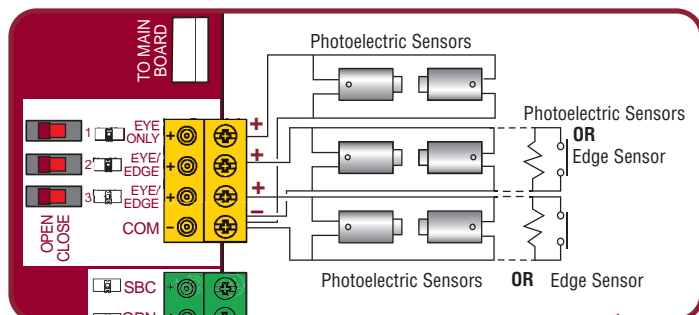 TO MAIN
BOARD
Photoelectric Sensors
1 EYE
ONLY + +
2 EYE/
EDGE + +
3 EYE/
EDGE + +
COM - –
OPEN
CLOSE
Photoelectric Sensors
OR
Edge Sensor
Photoelectric Sensors OR Edge Sensor
SBC +